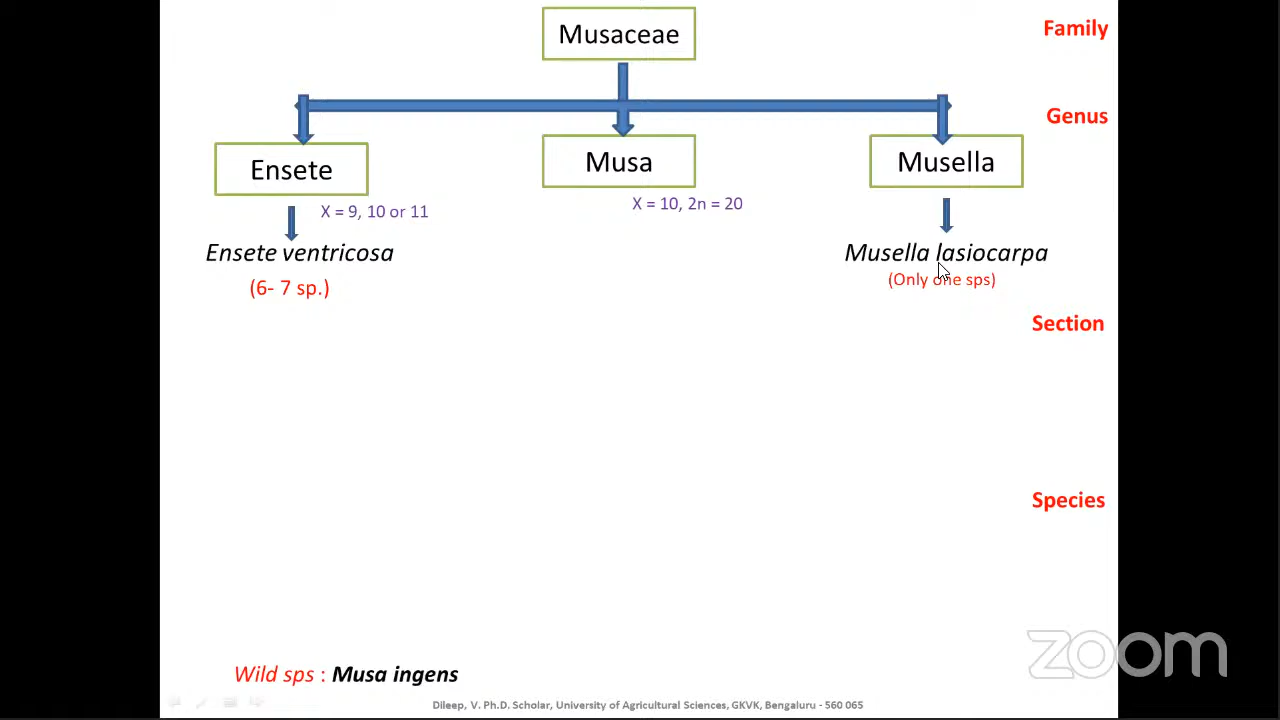 Musaceae
Family
Genus
Ensete
Musa
Musella
X = 9, 10 or 11
X = 10, 2n = 20
Ensete ventricosa
Musella lasiocarpa
(6- 7 sp.)
(Only one sps)
Section
Species
zoom
Wild sps : Musa ingens
Dileep, V. Ph.D. Scholar, University of Agricultural Sciences, GKVK, Bengaluru - 560 065